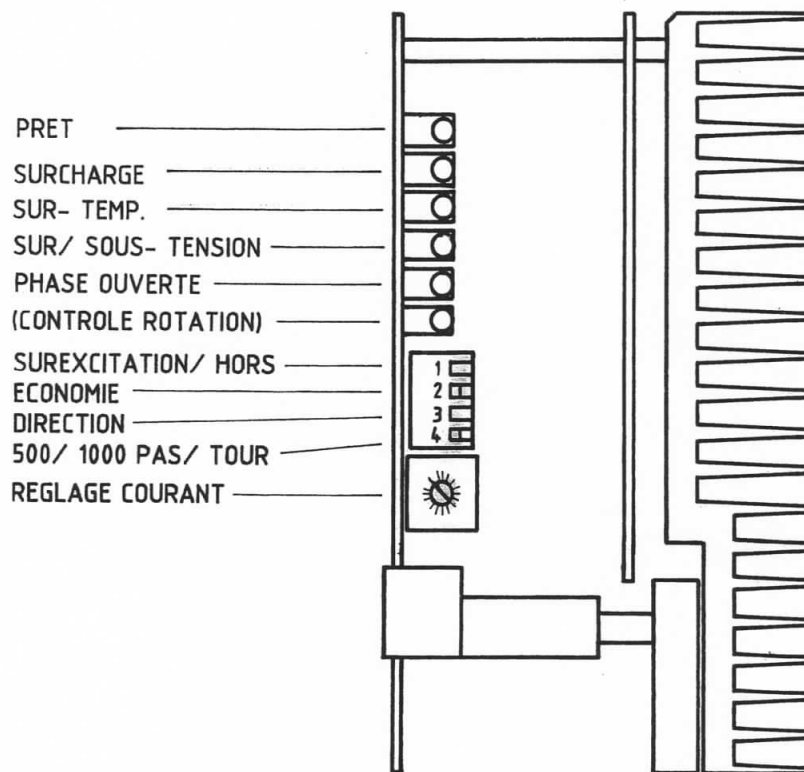 PRET
SURCHARGE
SUR- TEMP.
SUR/ SOUS- TENSION
PHASE OUVERTE
(CONTROLE ROTATION)
SUREXCITATION/ HORS
ECONOMIE
DIRECTION
500/ 1000 PAS/ TOUR
REGLAGE COURANT
1
2
3
4